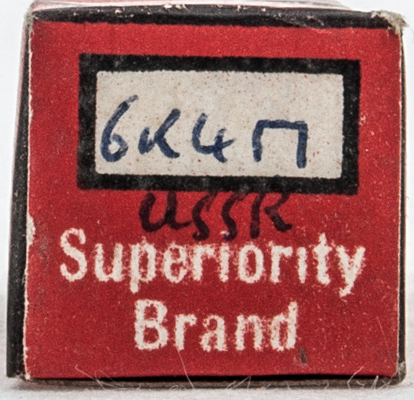 6К4П
USSR
Superiority
Brand